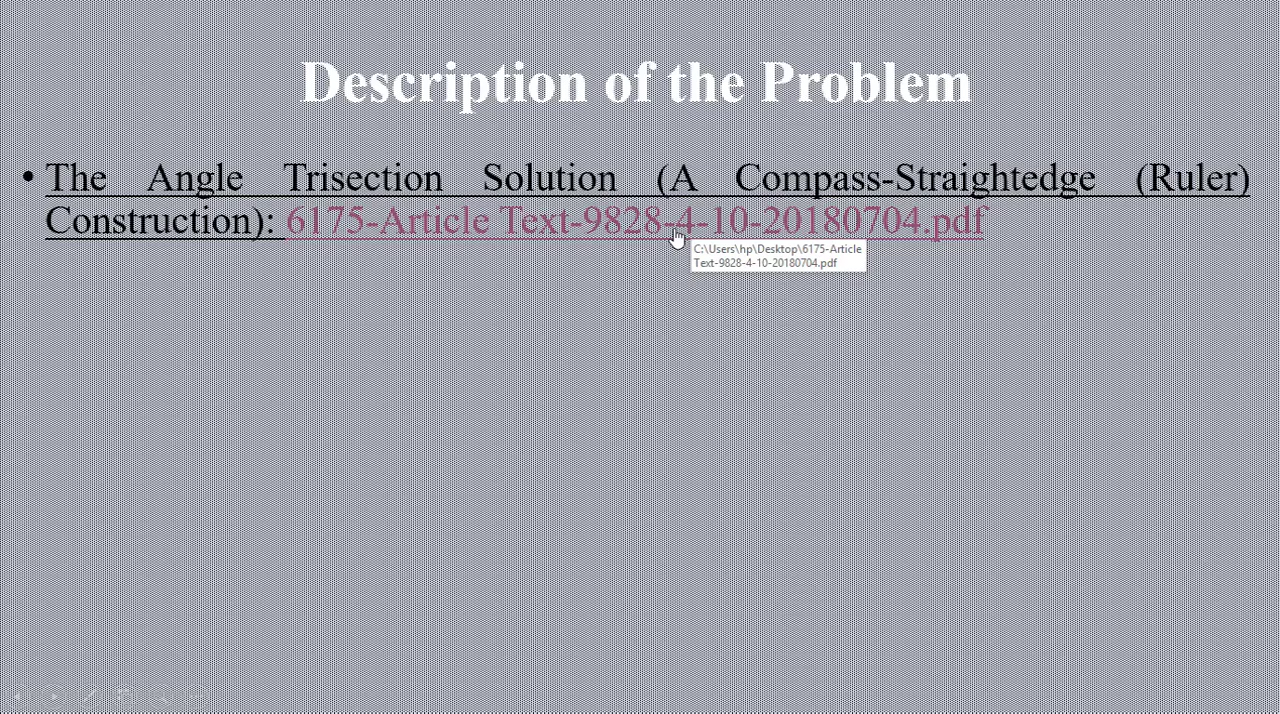 Description of the Problem
• The Angle Trisection Solution (A Compass-Straightedge (Ruler)
Construction): 6175-Article Text-9828-4-10-20180704.pdf
C:\Users\hp\Desktop\6175-Article
Text-9828-4-10-20180704.pdf